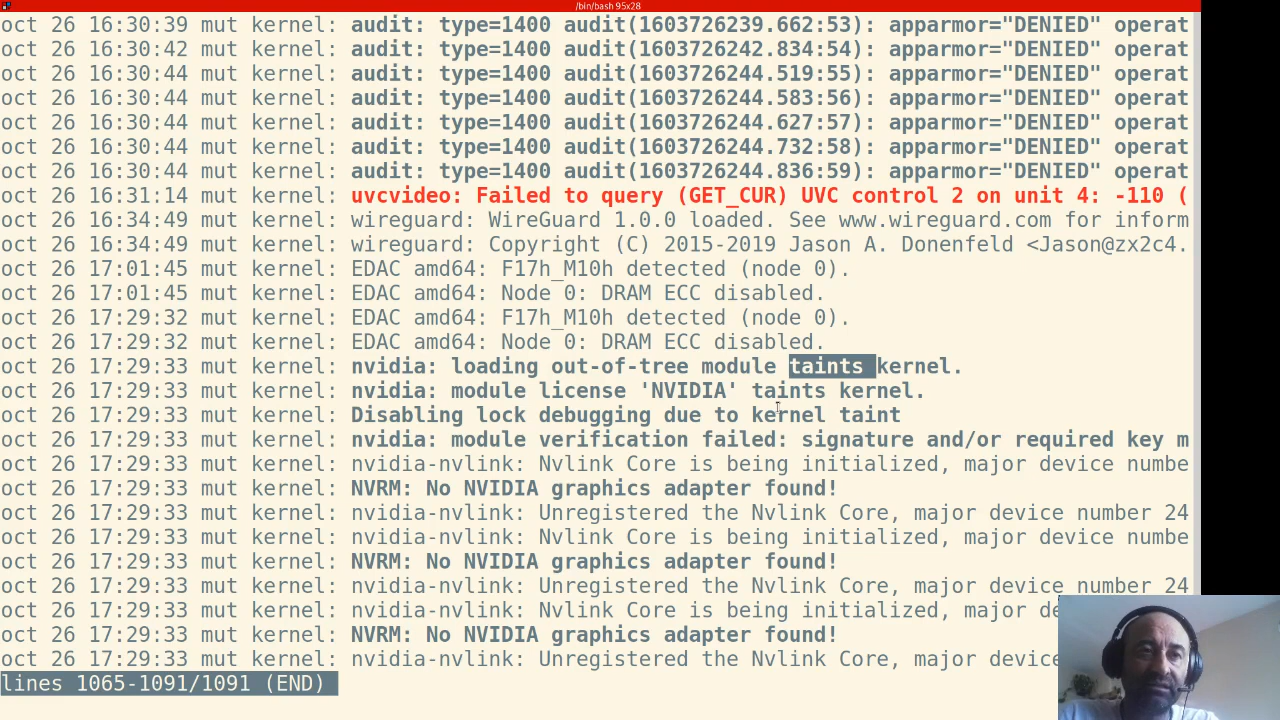 /bin/bash 95x28
oct 26 16:30:39 mut kernel: audit: type=1400 audit(1603726239.662:53): apparmor="DENIED" operat
oct 26 16:30:42 mut kernel: audit: type=1400 audit(1603726242.834:54): apparmor="DENIED" operat
oct 26 16:30:44 mut kernel: audit: type=1400 audit(1603726244.519:55): apparmor="DENIED" operat
oct 26 16:30:44 mut kernel: audit: type=1400 audit(1603726244.583:56): apparmor="DENIED" operat
oct 26 16:30:44 mut kernel: audit: type=1400 audit(1603726244.627:57): apparmor="DENIED" operat
oct 26 16:30:44 mut kernel: audit: type=1400 audit(1603726244.732:58): apparmor="DENIED" operat
oct 26 16:30:44 mut kernel: audit: type=1400 audit(1603726244.836:59): apparmor="DENIED" operat
oct 26 16:31:14 mut kernel: uvcvideo: Failed to query (GET_CUR) UVC control 2 on unit 4: -110 (
oct 26 16:34:49 mut kernel: wireguard: WireGuard 1.0.0 loaded. See www.wireguard.com for inform
oct 26 16:34:49 mut kernel: wireguard: Copyright (C) 2015-2019 Jason A. Donenfeld <Jason@zx2c4.
oct 26 17:01:45 mut kernel: EDAC amd64: F17h_M10h detected (node 0).
oct 26 17:01:45 mut kernel: EDAC amd64: Node 0: DRAM ECC disabled.
oct 26 17:29:32 mut kernel: EDAC amd64: F17h_M10h detected (node 0).
oct 26 17:29:32 mut kernel: EDAC amd64: Node 0: DRAM ECC disabled.
oct 26 17:29:33 mut kernel: nvidia: loading out-of-tree module taints kernel.
oct 26 17:29:33 mut kernel: nvidia: module license 'NVIDIA' taints kernel.
oct 26 17:29:33 mut kernel: Disabling lock debugging due to kernel taint
oct 26 17:29:33 mut kernel: nvidia: module verification failed: signature and/or required key m
oct 26 17:29:33 mut kernel: nvidia-nvlink: Nvlink Core is being initialized, major device numbe
oct 26 17:29:33 mut kernel: NVRM: No NVIDIA graphics adapter found!
oct 26 17:29:33 mut kernel: nvidia-nvlink: Unregistered the Nvlink Core, major device number 24
oct 26 17:29:33 mut kernel: nvidia-nvlink: Nvlink Core is being initialized, major device numbe
oct 26 17:29:33 mut kernel: NVRM: No NVIDIA graphics adapter found!
oct 26 17:29:33 mut kernel: nvidia-nvlink: Unregistered the Nvlink Core, major device number 24
oct 26 17:29:33 mut kernel: nvidia-nvlink: Nvlink Core is being initialized, major de
oct 26 17:29:33 mut kernel: NVRM: No NVIDIA graphics adapter found!
oct 26 17:29:33 mut kernel: nvidia-nvlink: Unregistered the Nvlink Core, major device
lines 1065-1091/1091 (END)